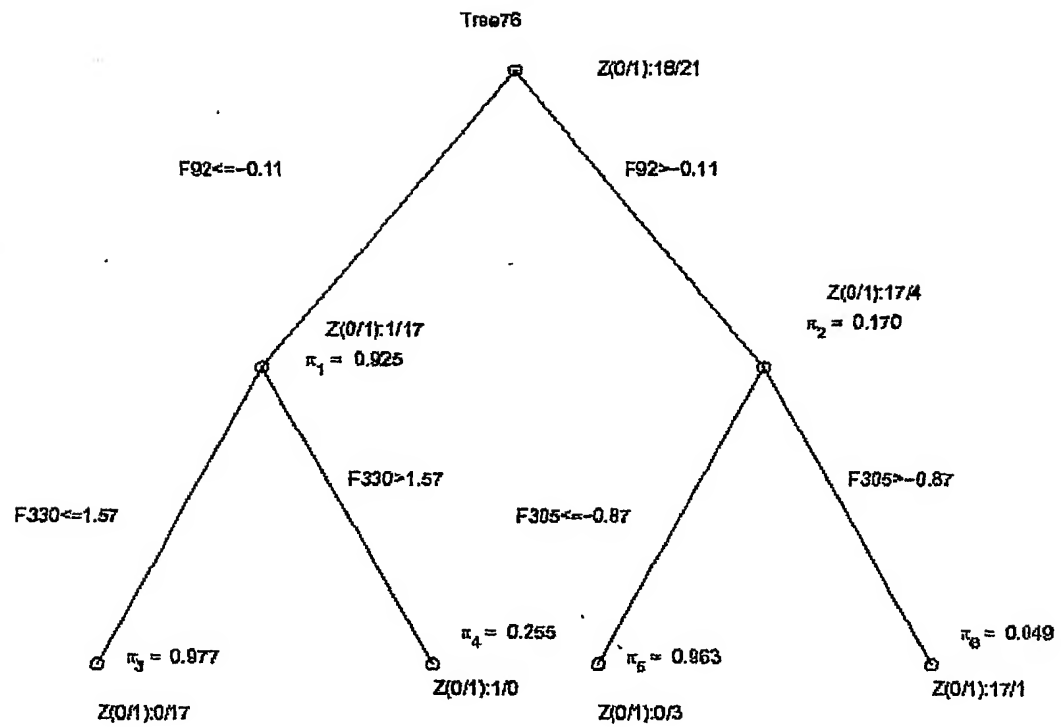 Tree76
Z(0/1):18/21
F92<=-0.11
F92>-0.11
Z(0/1):17/4
π2 = 0.170
Z(0/1):1/17
π1 = 0.925
F330<=1.57
F330>1.57
F305<=-0.87
F305>-0.87
π3 = 0.977
π4 = 0.255
π5 = 0.963
π6 = 0.049
Z(0/1):0/17
Z(0/1):1/0
Z(0/1):0/3
Z(0/1):17/1